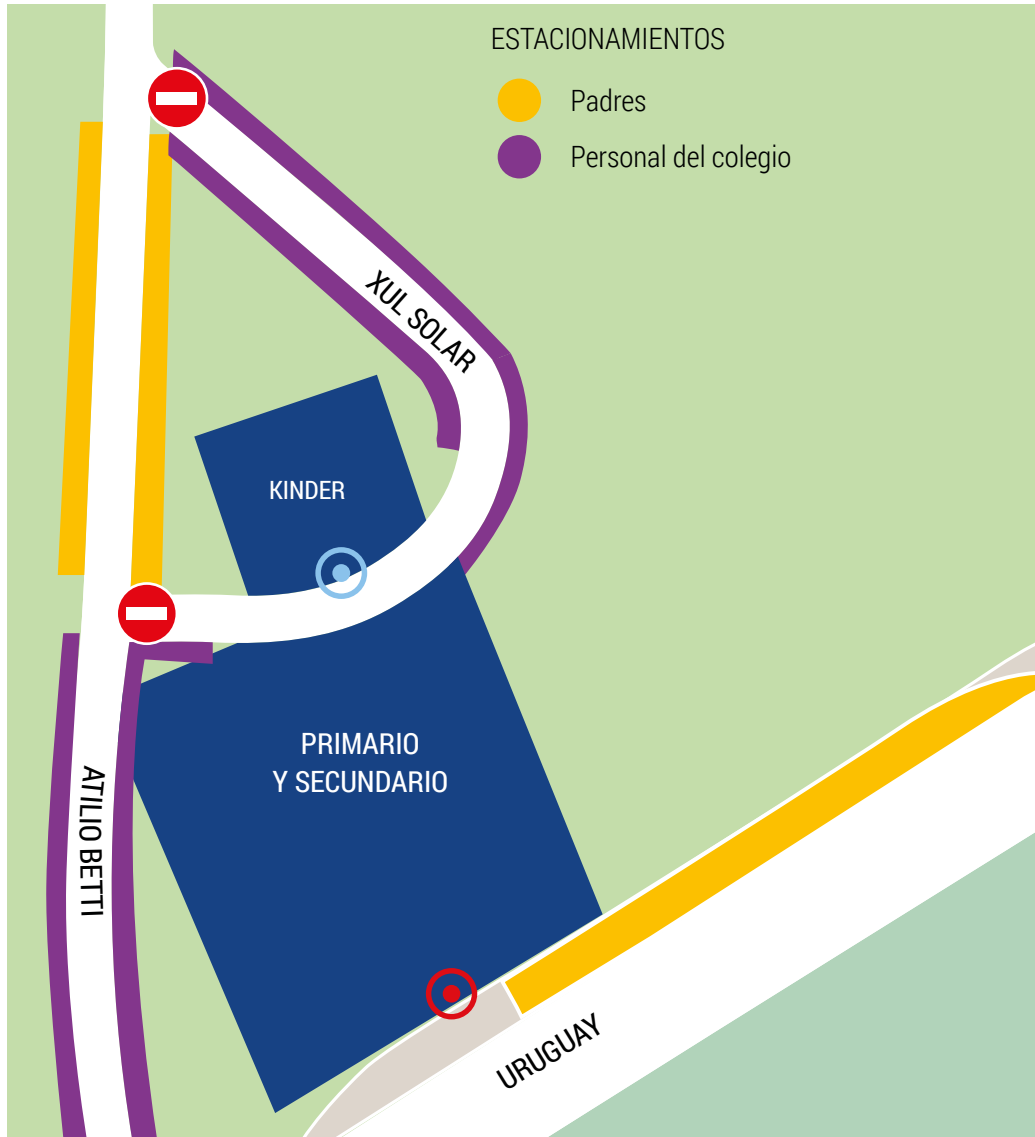 ESTACIONAMIENTOS
Padres
Personal del colegio
XUL SOLAR
KINDER
PRIMARIO
Y SECUNDARIO
ATILIO BETTI
URUGUAY